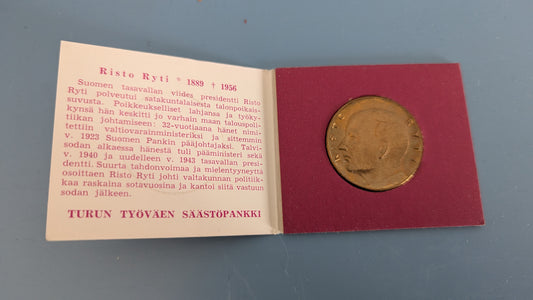 Risto Ryti * 1889 † 1956
Suomen tasavallan viides presidentti Risto
Ryti polveutui satakuntalaisesta talonpoikais-
suvusta. Poikkeukselliset lahjansa ja työky-
kynsä hän keskitti jo varhain maan talouspoli-
tiikan johtamiseen. 32-vuotiaana hänet nimi-
tettiin valtiovarainministeriksi ja sittemmin
v. 1923 Suomen Pankin pääjohtajaksi. Talvi-
sodan alkaessa hänestä tuli pääministeri sekä
v. 1940 ja uudelleen v. 1943 tasavallan presi-
dentti. Suurta tahdonvoimaa ja mielentyyneyttä
osoittaen Risto Ryti johti valtakunnan politiik-
kaa raskaina sotavuosina ja kantoi siitä vastuun
sodan jälkeen.
TURUN TYÖVÄEN SÄÄSTÖPANKKI